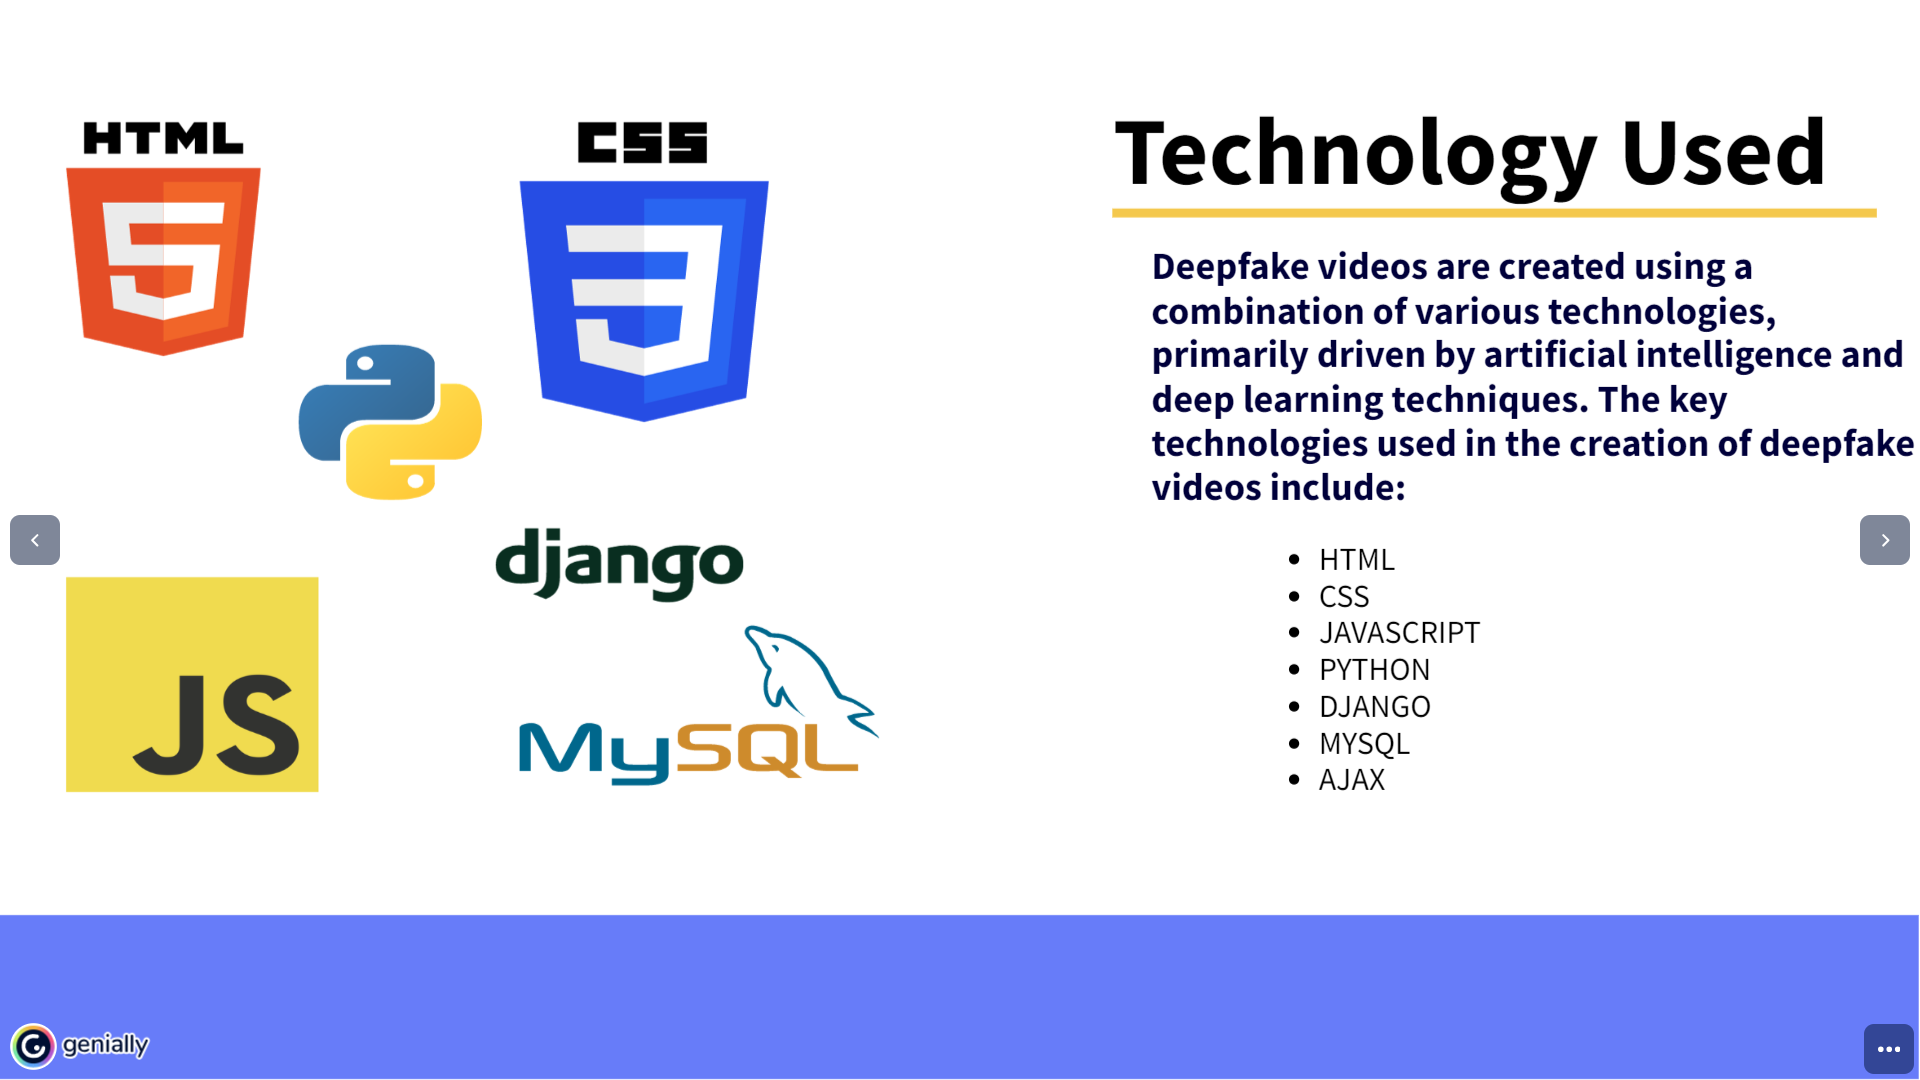 HTML
CSS
JS
django
MySQL
Technology Used
Deepfake videos are created using a
combination of various technologies,
primarily driven by artificial intelligence and
deep learning techniques. The key
technologies used in the creation of deepfake
videos include:
HTML
CSS
JAVASCRIPT
PYTHON
DJANGO
MYSQL
AJAX
genially